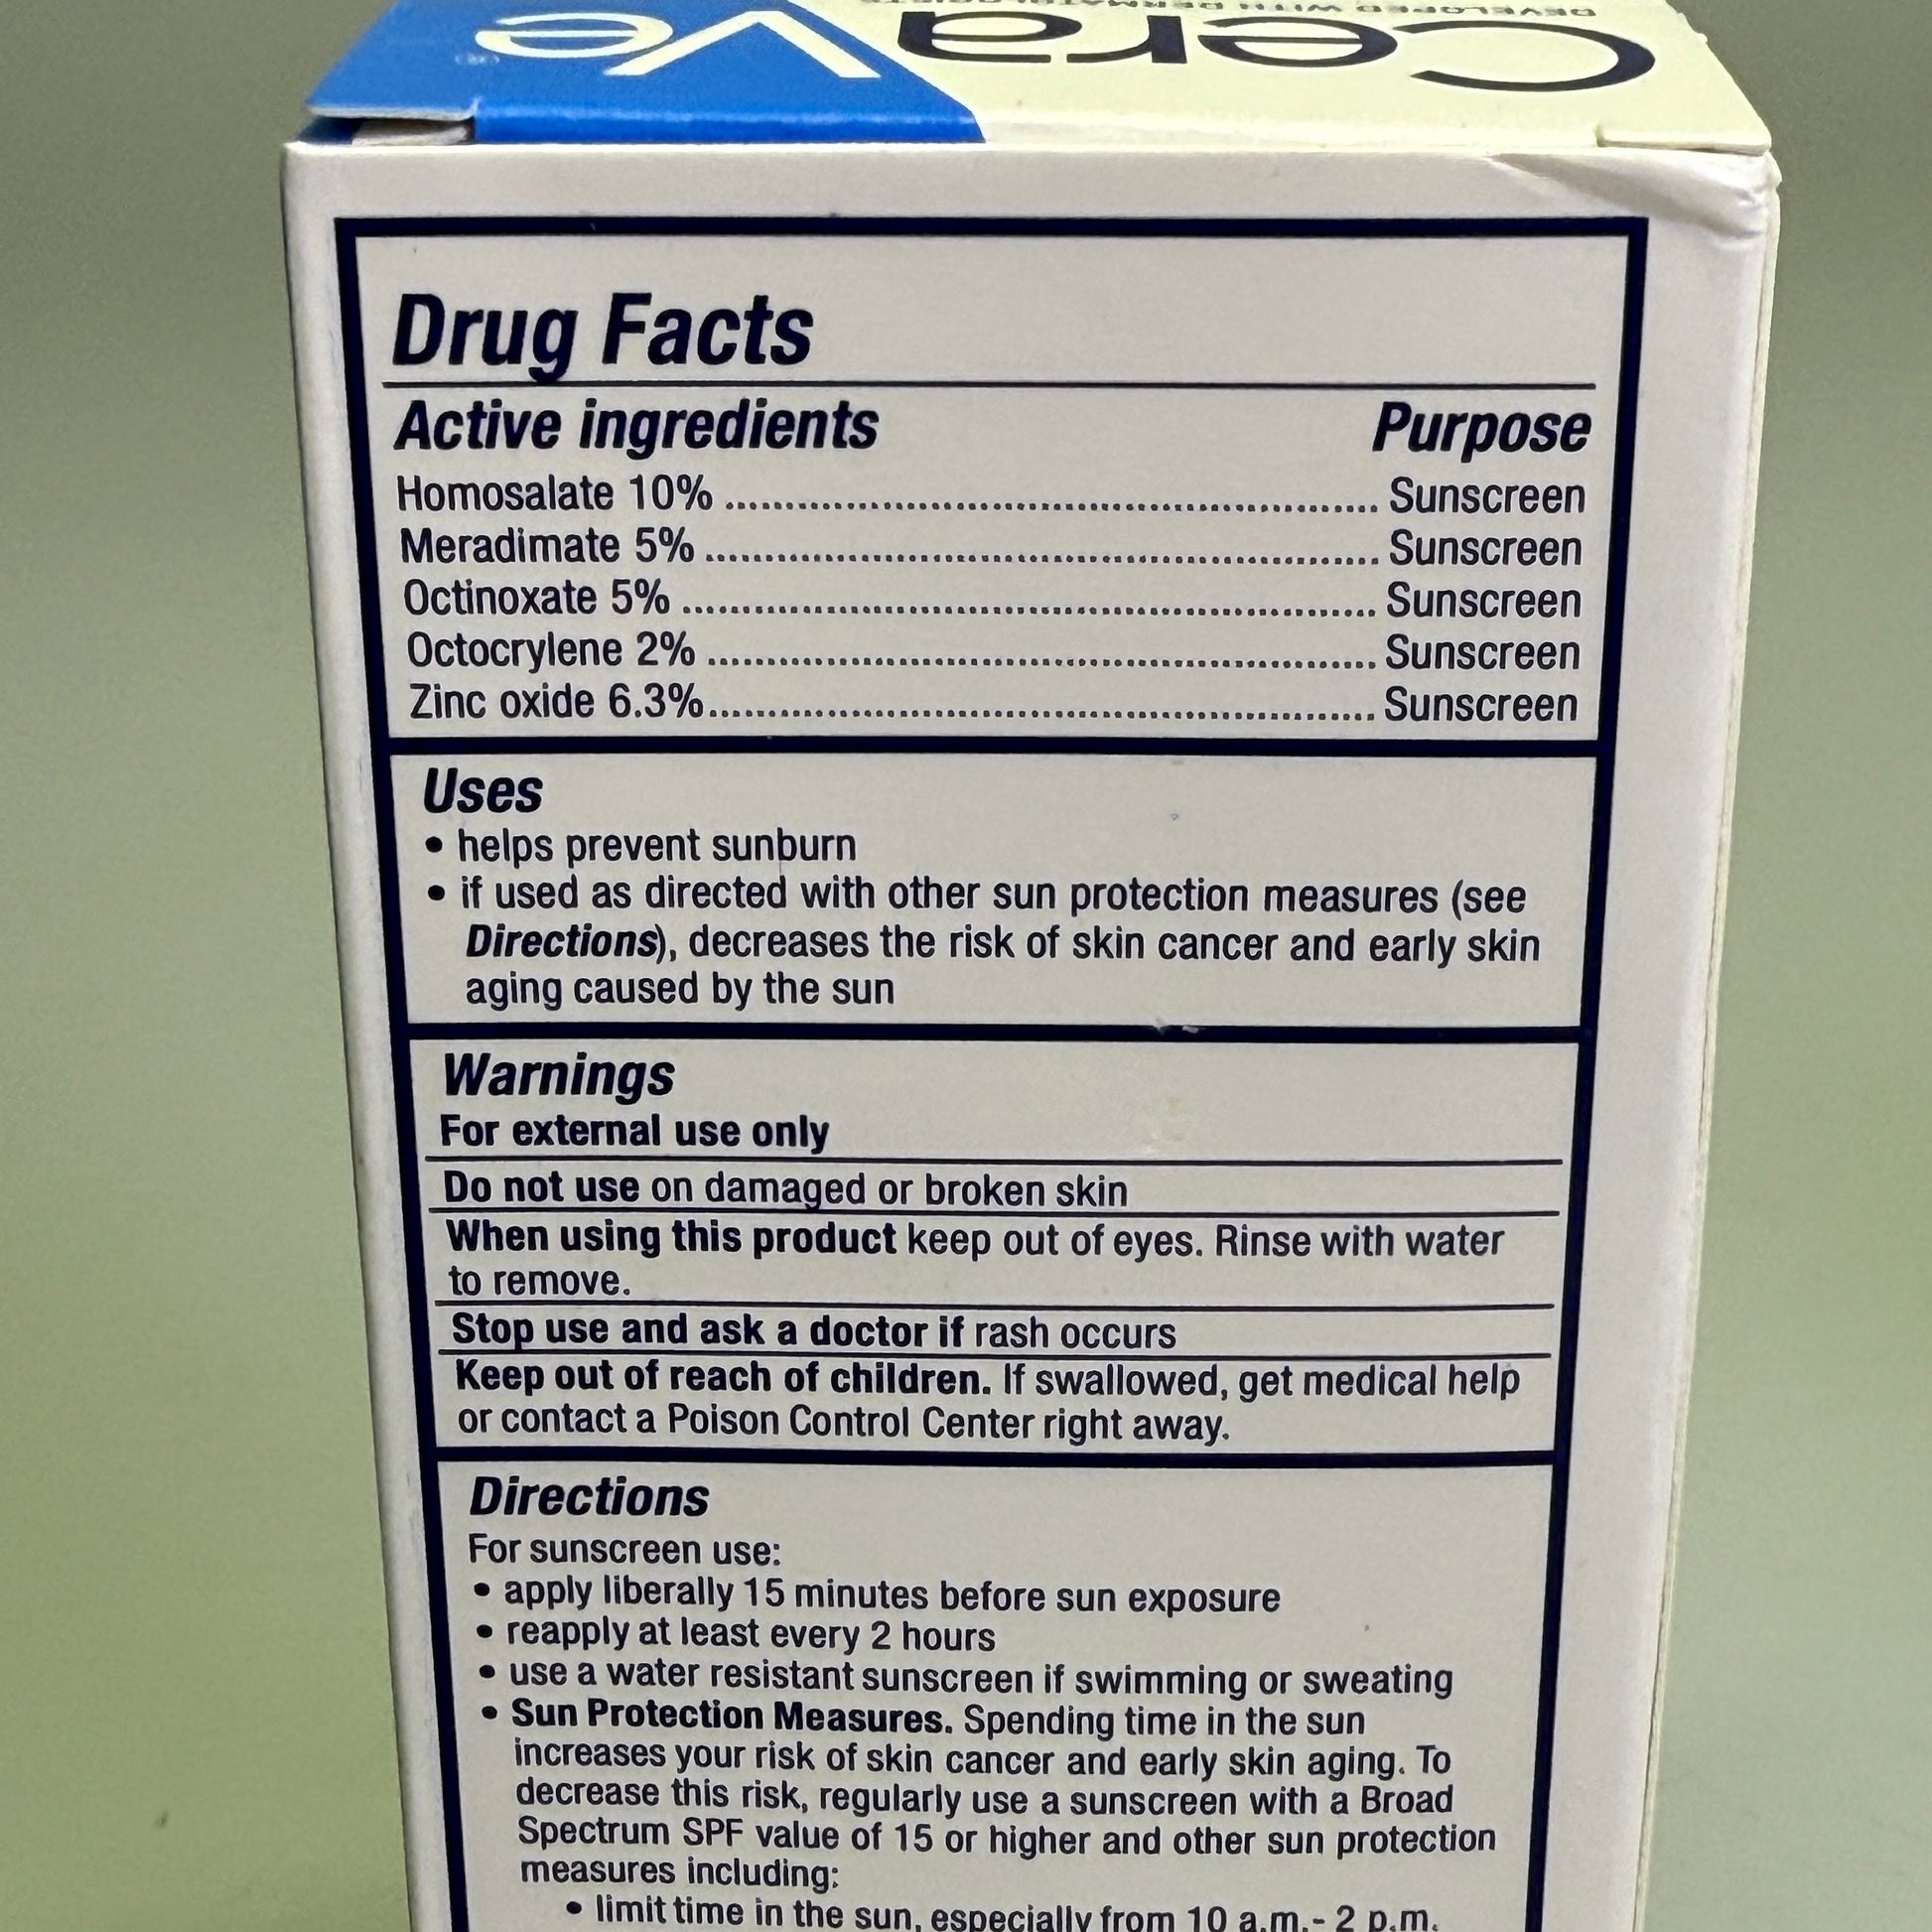 DEVELOPED WITH DERMATOLOGISTS
CeraVe
Drug Facts
Active ingredients Purpose
Homosalate 10% ........ Sunscreen
Meradimate 5% ........ Sunscreen
Octinoxate 5% ........ Sunscreen
Octocrylene 2% ........ Sunscreen
Zinc oxide 6.3%........ Sunscreen
Uses
• helps prevent sunburn
• if used as directed with other sun protection measures (see
Directions), decreases the risk of skin cancer and early skin
aging caused by the sun
Warnings
For external use only
Do not use on damaged or broken skin
When using this product keep out of eyes. Rinse with water
to remove.
Stop use and ask a doctor if rash occurs
Keep out of reach of children. If swallowed, get medical help
or contact a Poison Control Center right away.
Directions
For sunscreen use:
• apply liberally 15 minutes before sun exposure
• reapply at least every 2 hours
• use a water resistant sunscreen if swimming or sweating
• Sun Protection Measures. Spending time in the sun
increases your risk of skin cancer and early skin aging. To
decrease this risk, regularly use a sunscreen with a Broad
Spectrum SPF value of 15 or higher and other sun protection
measures including:
• limit time in the sun, especially from 10 a.m.- 2 p.m.